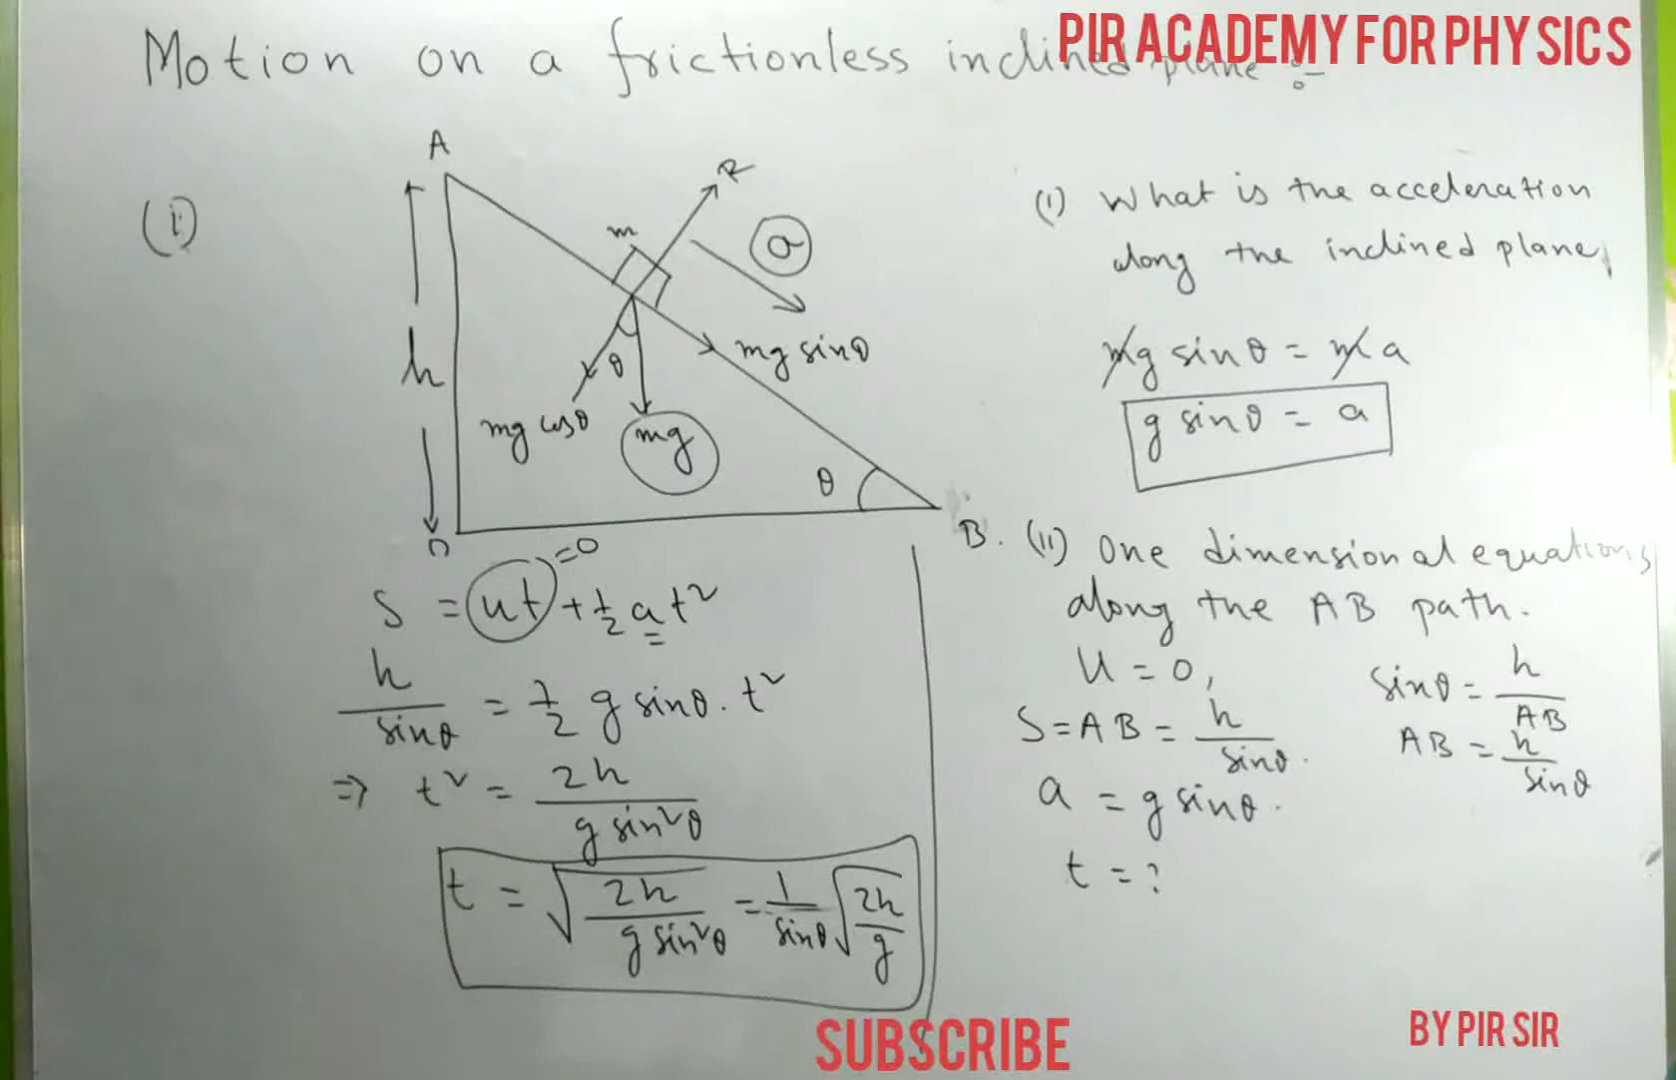 PIR ACADEMY FOR PHYSICS
Motion on a frictionless inclined plane :-
(i)
A
R
m
a
h
θ
mg sinθ
mg cosθ
mg
θ
B.
S = ut + 1/2 at² =0
h/sinθ = 1/2 g sinθ. t²
=> t² = 2h/g sin²θ
t = √(2h/g sin²θ) = 1/sinθ √(2h/g)
(1) What is the acceleration
along the inclined plane,
mg sinθ = ma
g sinθ = a
(11) One dimensional equations
along the AB path.
U = 0,
S = AB = h/sinθ.
a = g sinθ.
t = ?
sinθ = h/AB
AB = h/sinθ
SUBSCRIBE
BY PIR SIR